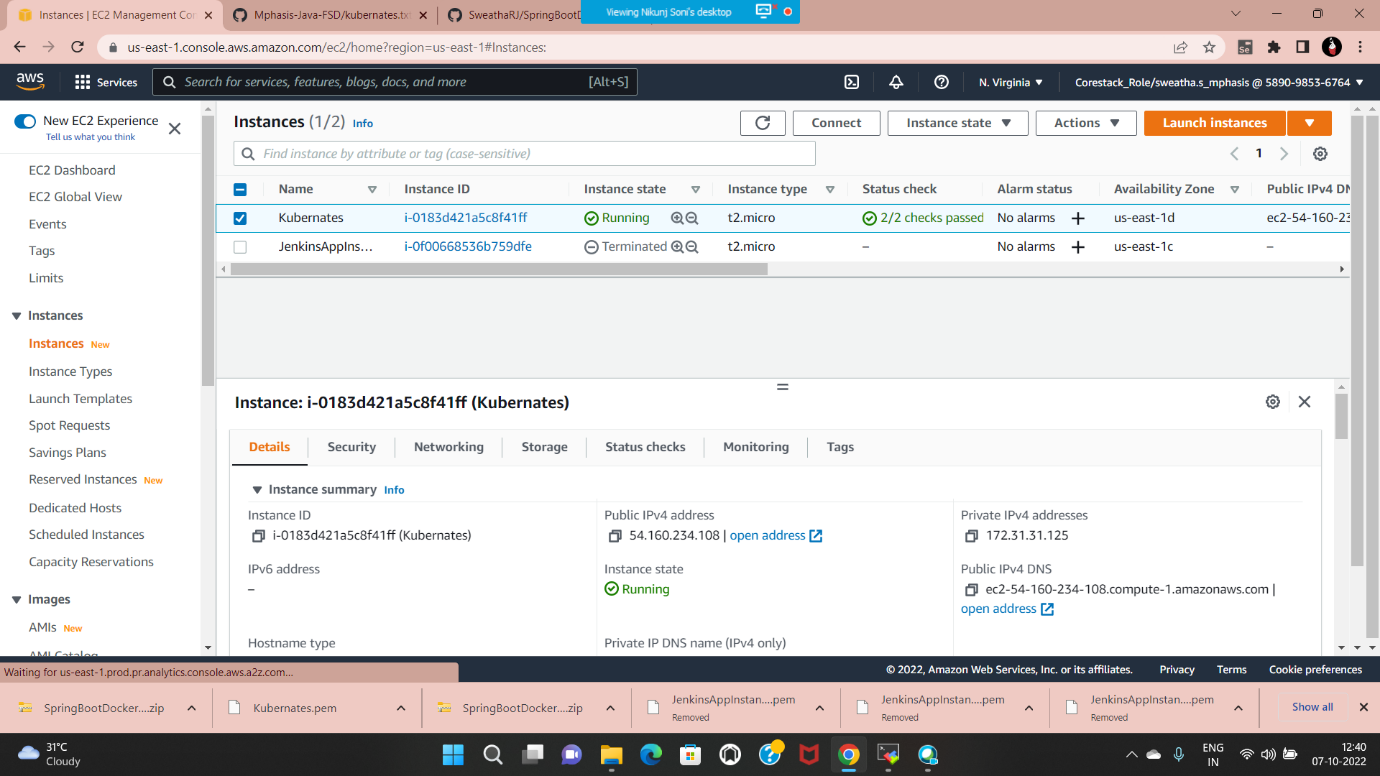 Instances | EC2 Management Con
Mphasis-Java-FSD/kubernetes.txt
SweathaRJ/SpringBootD
Viewing Nikunj Soni's desktop
us-east-1.console.aws.amazon.com/ec2/home?region=us-east-1#Instances:
aws
Services
Search for services, features, blogs, docs, and more
[Alt+S]
N. Virginia
Corestack_Role/sweatha.s_mphasis @ 5890-9853-6764
New EC2 Experience
Tell us what you think
EC2 Dashboard
EC2 Global View
Events
Tags
Limits
Instances
Instances New
Instance Types
Launch Templates
Spot Requests
Savings Plans
Reserved Instances New
Dedicated Hosts
Scheduled Instances
Capacity Reservations
Images
AMIs New
AMI Catalog
Instances (1/2) Info
Connect
Instance state
Actions
Launch instances
Find instance by attribute or tag (case-sensitive)
1
Name Instance ID Instance state Instance type Status check Alarm status Availability Zone Public IPv4 DN
Kubernates i-0183d421a5c8f41ff Running t2.micro 2/2 checks passed No alarms us-east-1d ec2-54-160-23
JenkinsAppIns... i-0f00668536b759dfe Terminated t2.micro – No alarms us-east-1c –
Instance: i-0183d421a5c8f41ff (Kubernates)
Details Security Networking Storage Status checks Monitoring Tags
Instance summary Info
Instance ID
i-0183d421a5c8f41ff (Kubernates)
Public IPv4 address
54.160.234.108 | open address
Private IPv4 addresses
172.31.31.125
IPv6 address
–
Instance state
Running
Public IPv4 DNS
ec2-54-160-234-108.compute-1.amazonaws.com |
open address
Hostname type
Private IP DNS name (IPv4 only)
Waiting for us-east-1.prod.pr.analytics.console.aws.a2z.com...
© 2022, Amazon Web Services, Inc. or its affiliates.
Privacy
Terms
Cookie preferences
SpringBootDocker....zip
Kubernates.pem
SpringBootDocker....zip
JenkinsAppInstan....pem
Removed
JenkinsAppInstan....pem
Removed
JenkinsAppInstan....pem
Removed
Show all
31°C
Cloudy
ENG
IN
12:40
07-10-2022